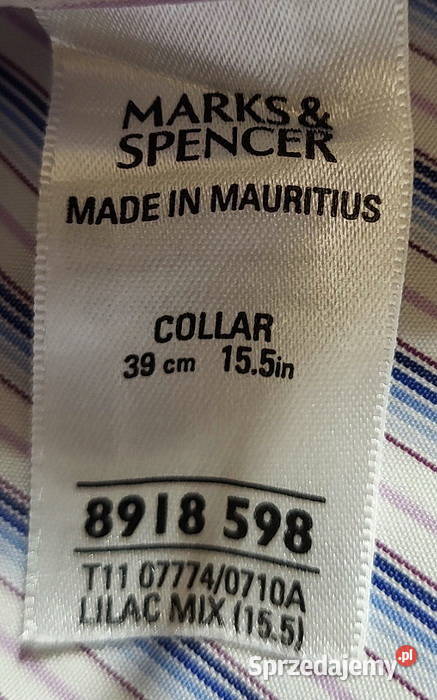 MARKS &
SPENCER
MADE IN MAURITIUS
COLLAR
39 cm 15.5in
8918 598
T11 07774/0710A
LILAC MIX (15.5)
Sprzedajemy.pl